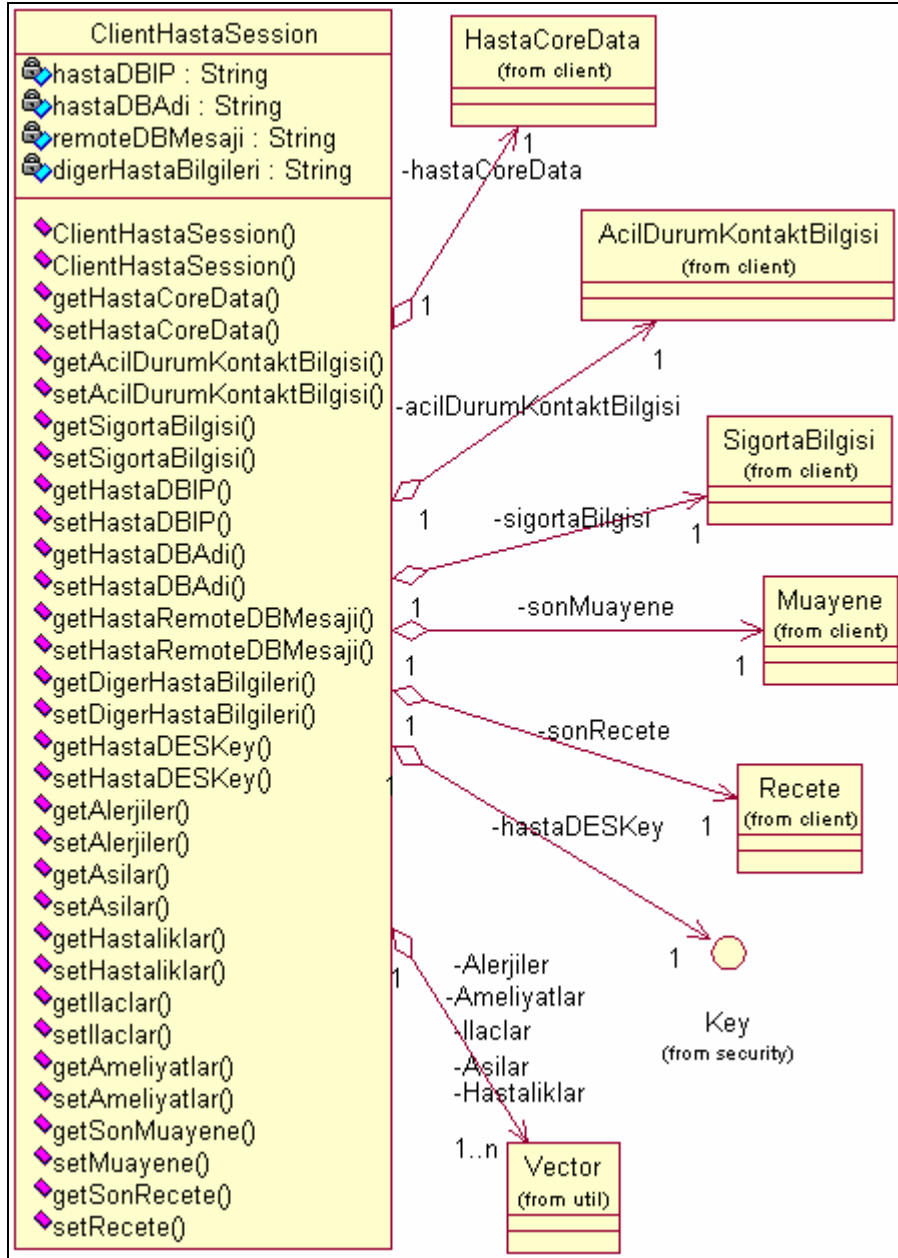 ClientHastaSession
hastaDBIP : String
hastaDBAdi : String
remoteDBMesaji : String
digerHastaBilgileri : String
ClientHastaSession()
ClientHastaSession()
getHastaCoreData()
setHastaCoreData()
getAcilDurumKontaktBilgisi()
setAcilDurumKontaktBilgisi()
getSigortaBilgisi()
setSigortaBilgisi()
getHastaDBIP()
setHastaDBIP()
getHastaDBAdi()
setHastaDBAdi()
getHastaRemoteDBMesaji()
setHastaRemoteDBMesaji()
getDigerHastaBilgileri()
setDigerHastaBilgileri()
getHastaDESKey()
setHastaDESKey()
getAlerjiler()
setAlerjiler()
getAsilar()
setAsilar()
getHastaliklar()
setHastaliklar()
getIlaclar()
setIlaclar()
getAmeliyatlar()
setAmeliyatlar()
getSonMuayene()
setMuayene()
getSonRecete()
setRecete()
HastaCoreData
(from client)
1
-hastaCoreData
1
AcilDurumKontaktBilgisi
(from client)
1
-acilDurumKontaktBilgisi
1
SigortaBilgisi
(from client)
1
-sigortaBilgisi
1
Muayene
(from client)
1
-sonMuayene
1
Recete
(from client)
1
-sonRecete
1
-hastaDESKey
1
1
Key
(from security)
1
-Alerjiler
-Ameliyatlar
-Ilaclar
-Asilar
-Hastaliklar
1..n
Vector
(from util)